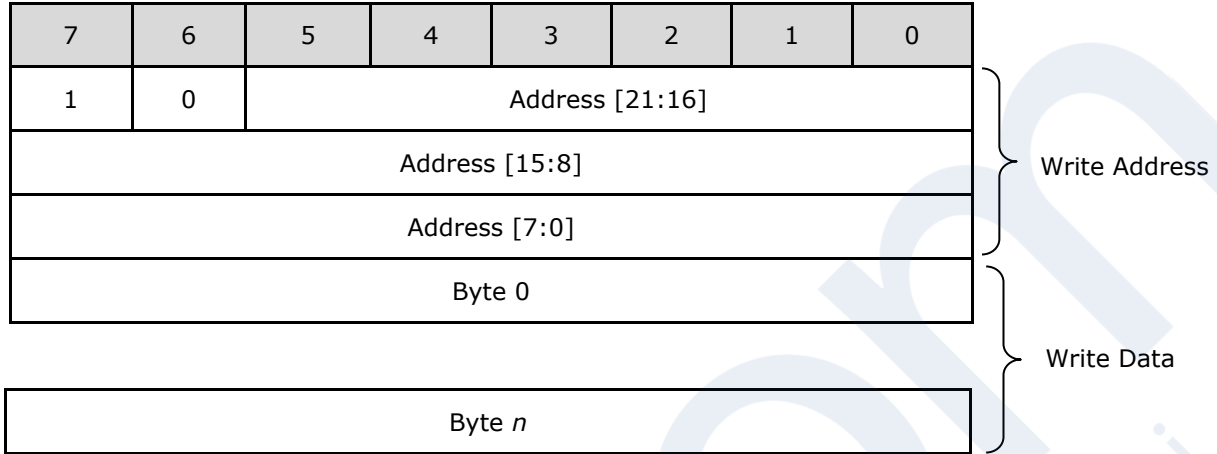 7 6 5 4 3 2 1 0
1 0 Address [21:16]
Address [15:8]
Write Address
Address [7:0]
Byte 0
Write Data
Byte n